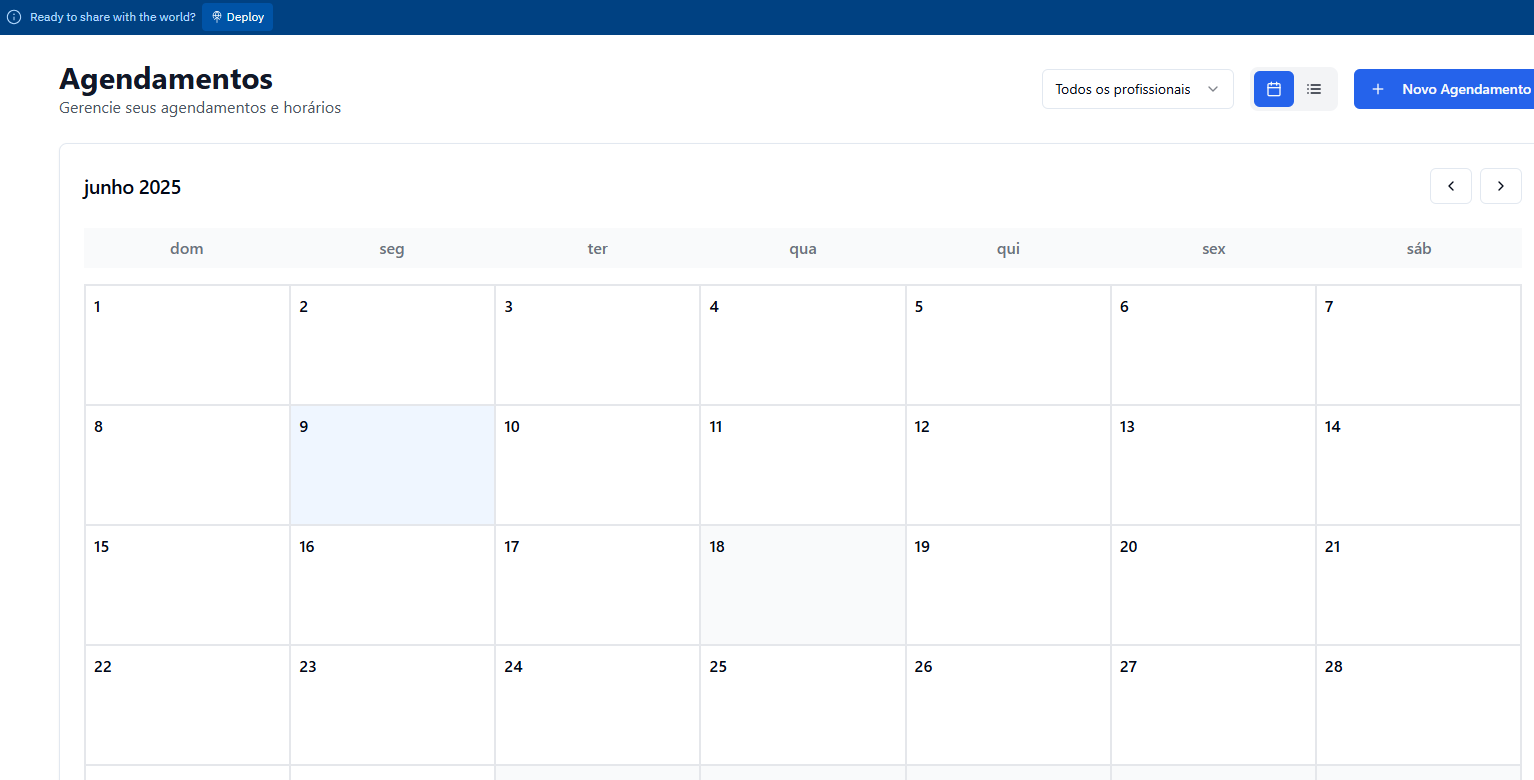 Ready to share with the world? Deploy
Agendamentos
Gerencie seus agendamentos e horários
Todos os profissionais
Novo Agendamento
junho 2025
dom seg ter qua qui sex sáb
1 2 3 4 5 6 7
8 9 10 11 12 13 14
15 16 17 18 19 20 21
22 23 24 25 26 27 28